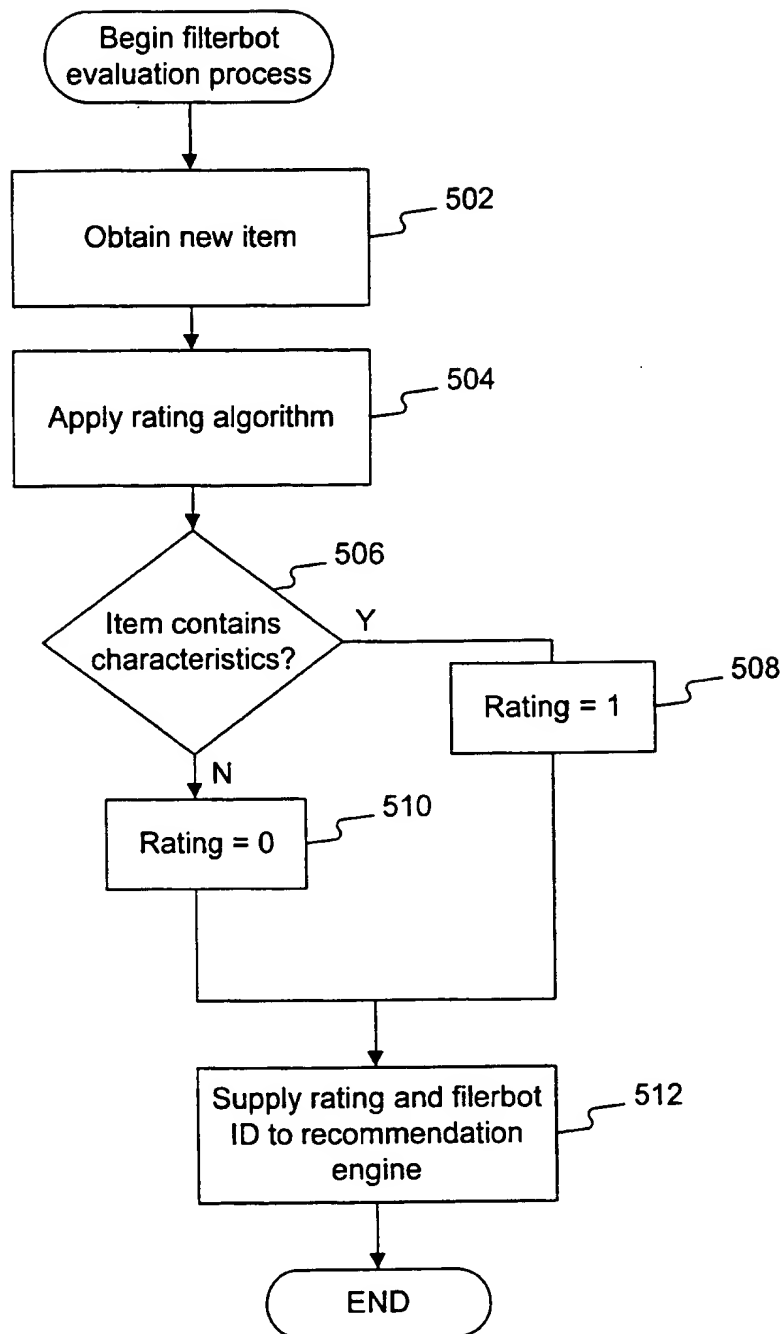 Begin filterbot
evaluation process
502
Obtain new item
504
Apply rating algorithm
506
Item contains
characteristics?
Y
508
Rating = 1
N
510
Rating = 0
512
Supply rating and filerbot
ID to recommendation
engine
END